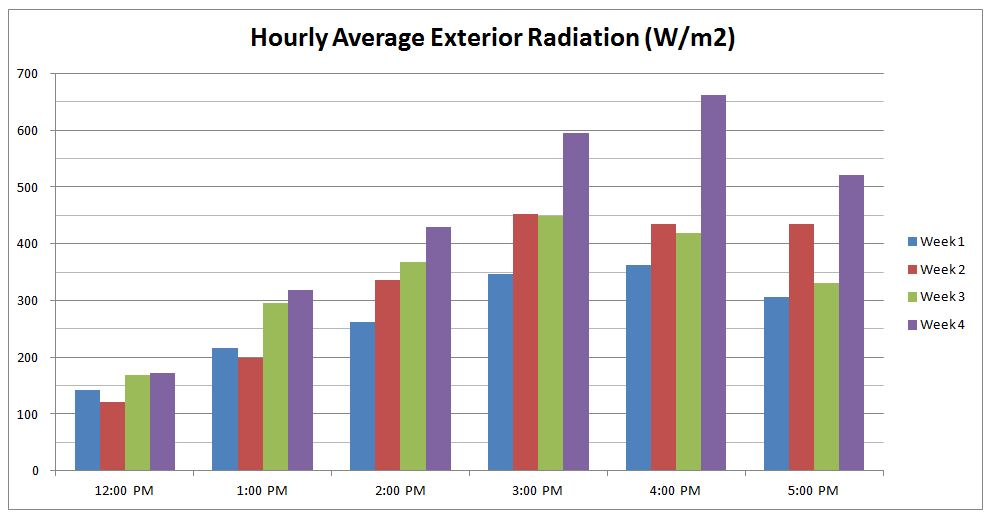 Hourly Average Exterior Radiation (W/m2)
700
600
500
400
300
200
100
0
12:00 PM 1:00 PM 2:00 PM 3:00 PM 4:00 PM 5:00 PM
Week 1
Week 2
Week 3
Week 4